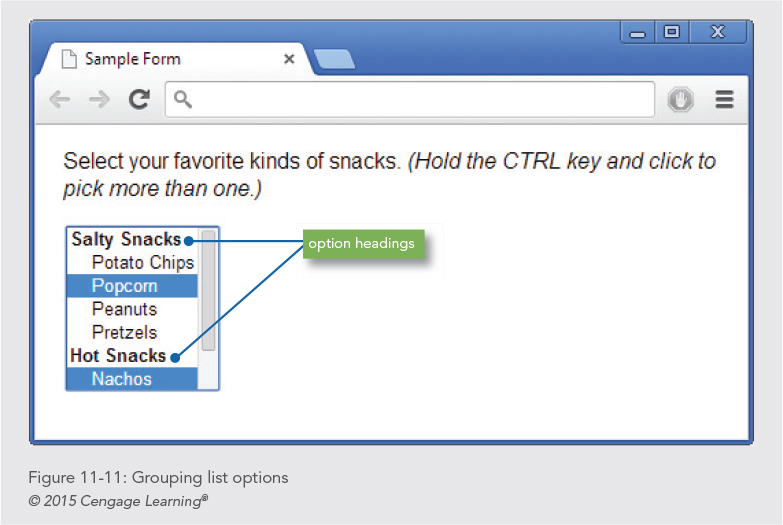 Sample Form
Select your favorite kinds of snacks. (Hold the CTRL key and click to
pick more than one.)
Salty Snacks
option headings
Potato Chips
Popcorn
Peanuts
Pretzels
Hot Snacks
Nachos
Figure 11-11: Grouping list options
© 2015 Cengage Learning®